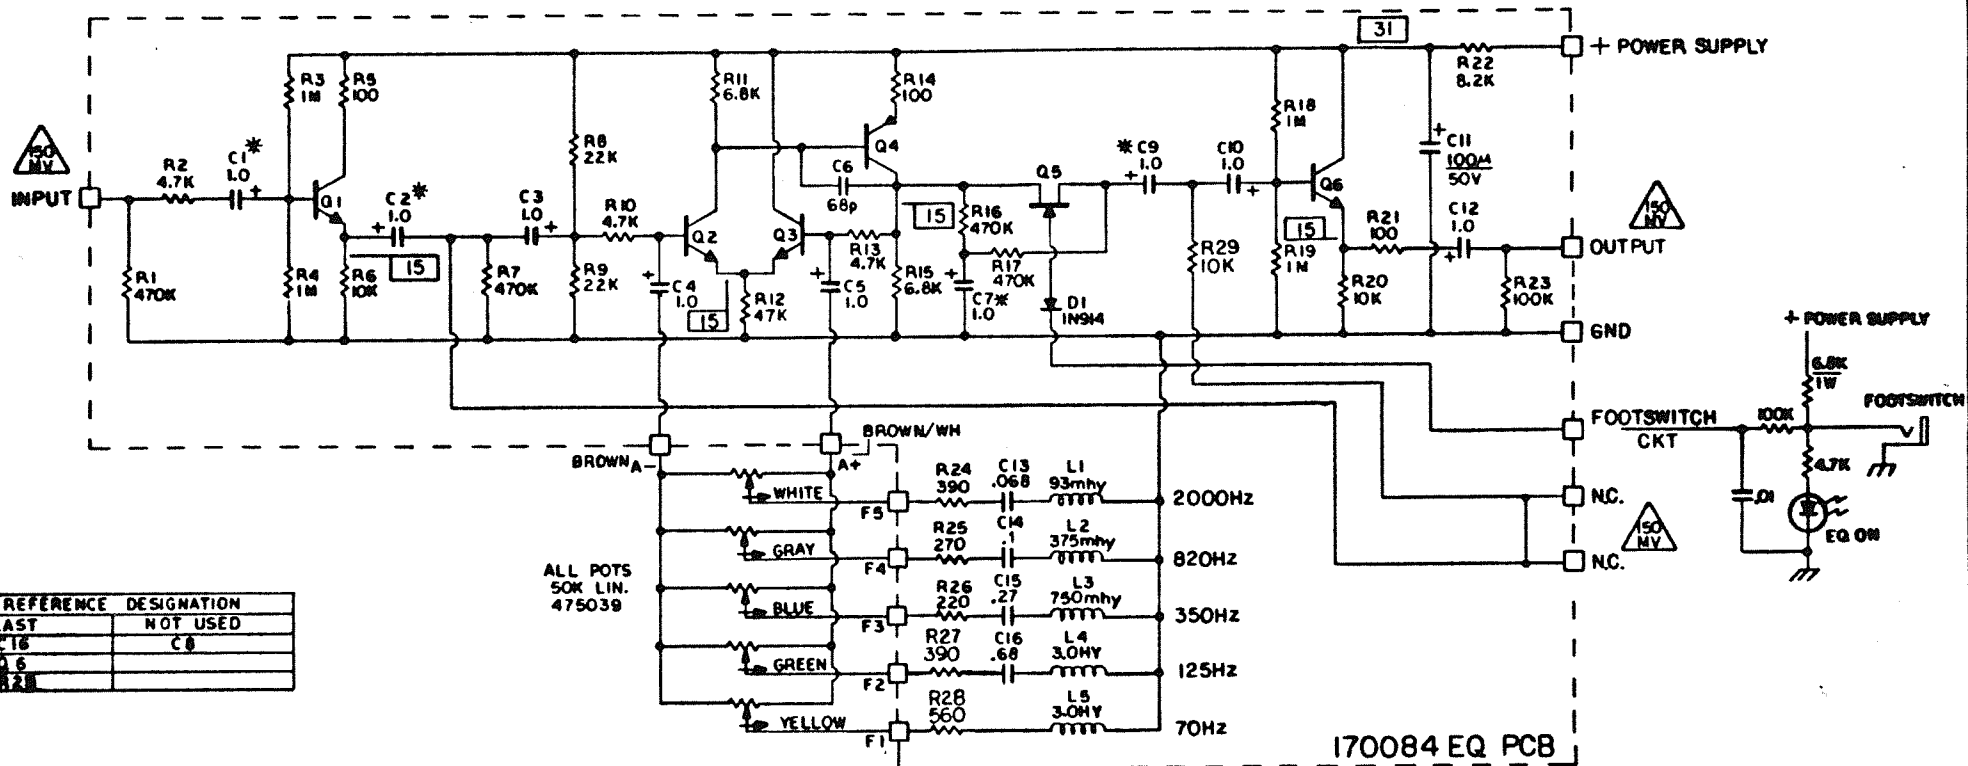 31
+ POWER SUPPLY
R22
8.2K
R3
1M
R5
100
R11
6.8K
R14
100
R18
1M
C11
100M
50V
150
MV
INPUT
R2
4.7K
C1 *
1.0
Q1
C2 *
1.0
C3
1.0
R8
22K
R10
4.7K
Q2
Q3
C6
68p
Q4
Q5
* C9
1.0
C10
1.0
Q6
R21
100
C12
1.0
150
MV
OUTPUT
R1
470K
R4
1M
R6
10K
15
R7
470K
R9
22K
C4
1.0
15
R12
47K
R13
4.7K
C5
1.0
15
R15
6.8K
R16
470K
R17
470K
C7*
1.0
D1
1N914
R29
10K
15
R19
1M
R20
10K
R23
100K
GND
+ POWER SUPPLY
6.8K
1W
FOOTSWITCH
FOOTSWITCH
CKT
100K
4.7K
.01
EQ ON
N.C.
150
MV
N.C.
BROWN
A-
A+
BROWN/WH
WHITE
F5
R24
390
C13
.068
L1
93mhy
2000Hz
GRAY
F4
R25
270
C14
.1
L2
375mhy
820Hz
ALL POTS
50K LIN.
475039
BLUE
F3
R26
220
C15
.27
L3
750mhy
350Hz
GREEN
F2
R27
390
C16
.68
L4
3.0HY
125Hz
YELLOW
F1
R28
560
L5
3.0HY
70Hz
REFERENCE DESIGNATION
AST NOT USED
C16 C8
Q6
170084 EQ PCB